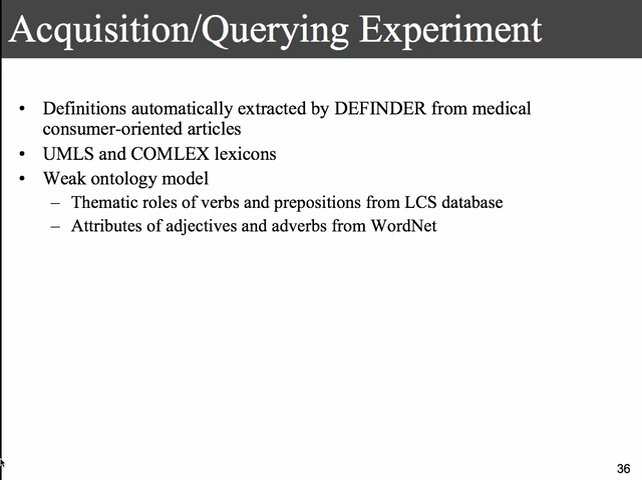 Acquisition/Querying Experiment
• Definitions automatically extracted by DEFINDER from medical
consumer-oriented articles
• UMLS and COMLEX lexicons
• Weak ontology model
– Thematic roles of verbs and prepositions from LCS database
– Attributes of adjectives and adverbs from WordNet
36